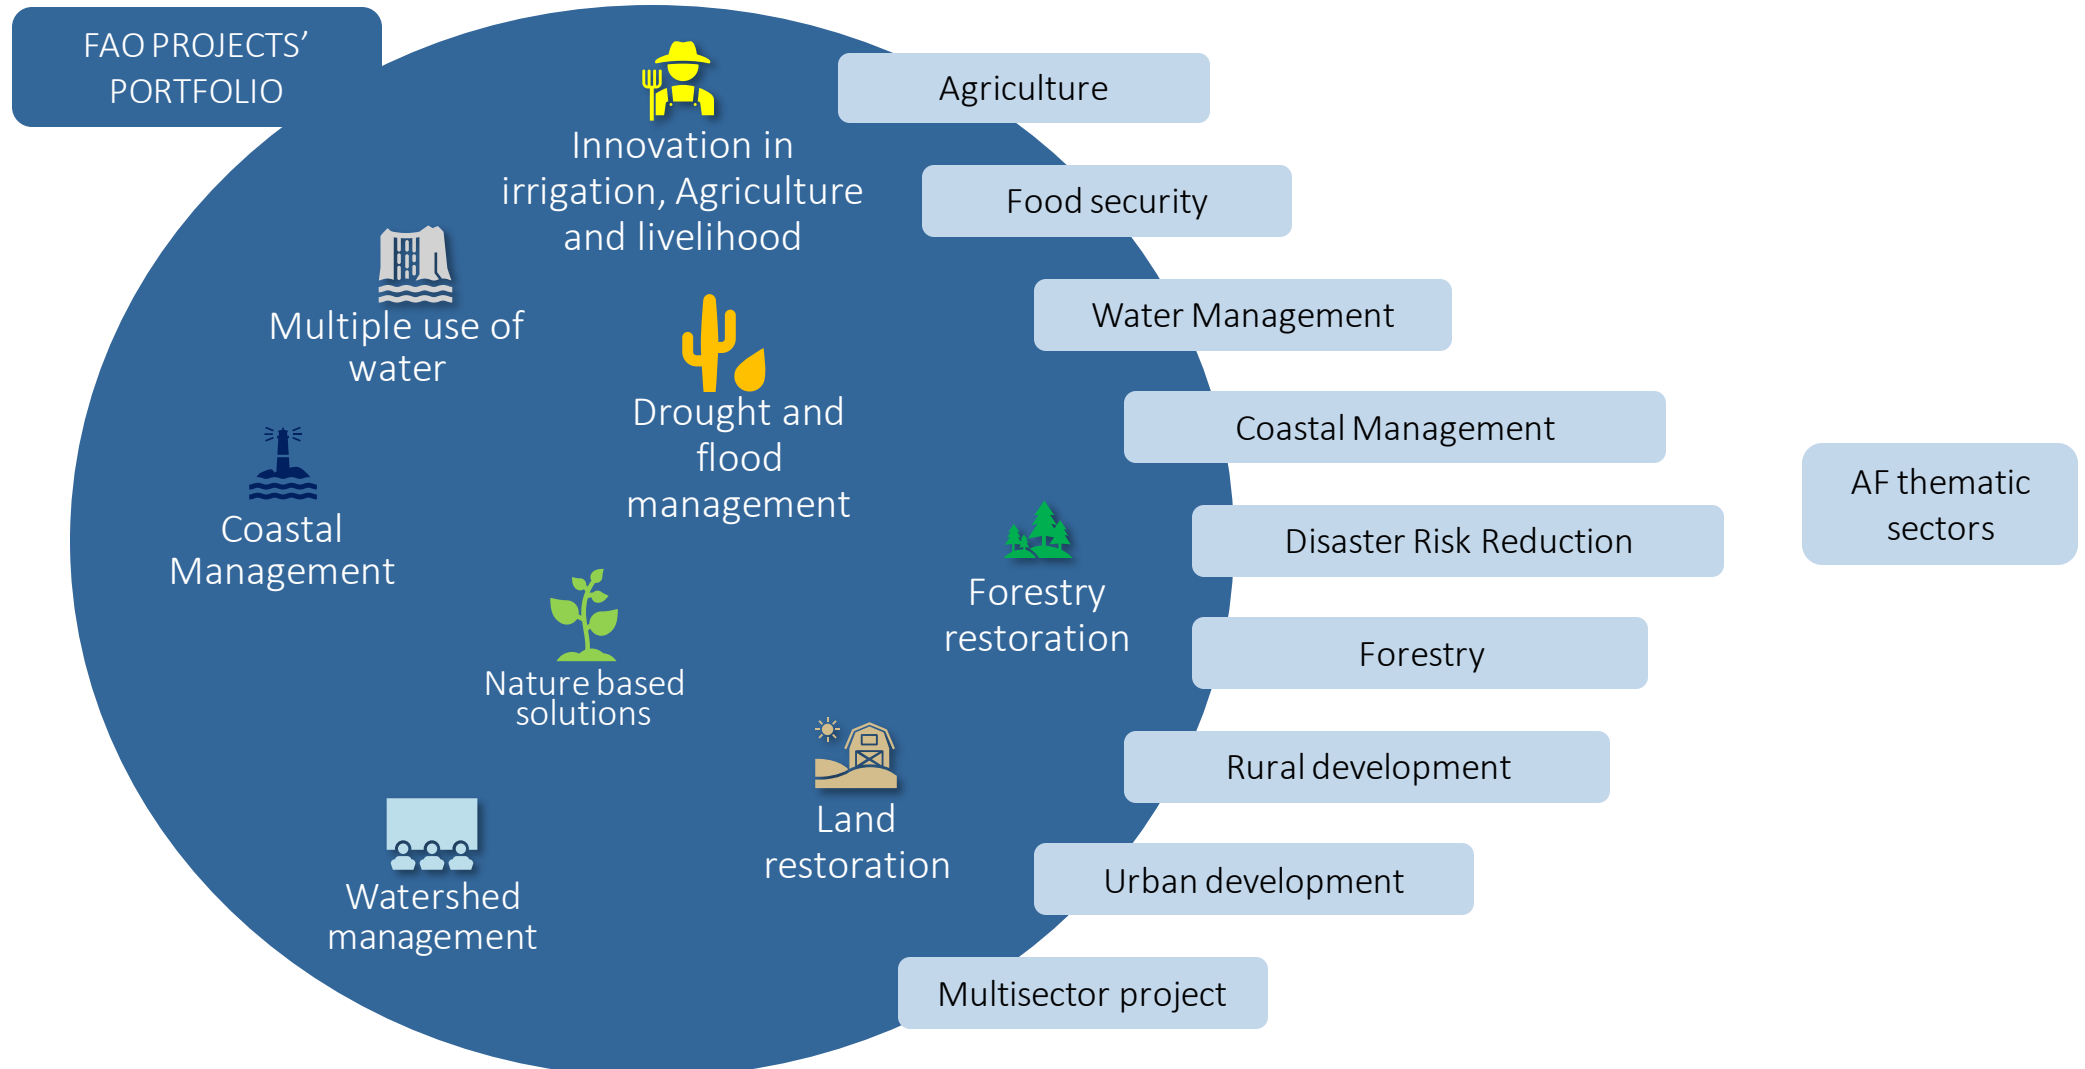 FAO PROJECTS’
PORTFOLIO
Innovation in
irrigation, Agriculture
and livelihood
Multiple use of
water
Drought and
flood
management
Coastal
Management
Forestry
restoration
Nature based
solutions
Land
restoration
Watershed
management
Agriculture
Food security
Water Management
Coastal Management
Disaster Risk Reduction
Forestry
Rural development
Urban development
Multisector project
AF thematic
sectors